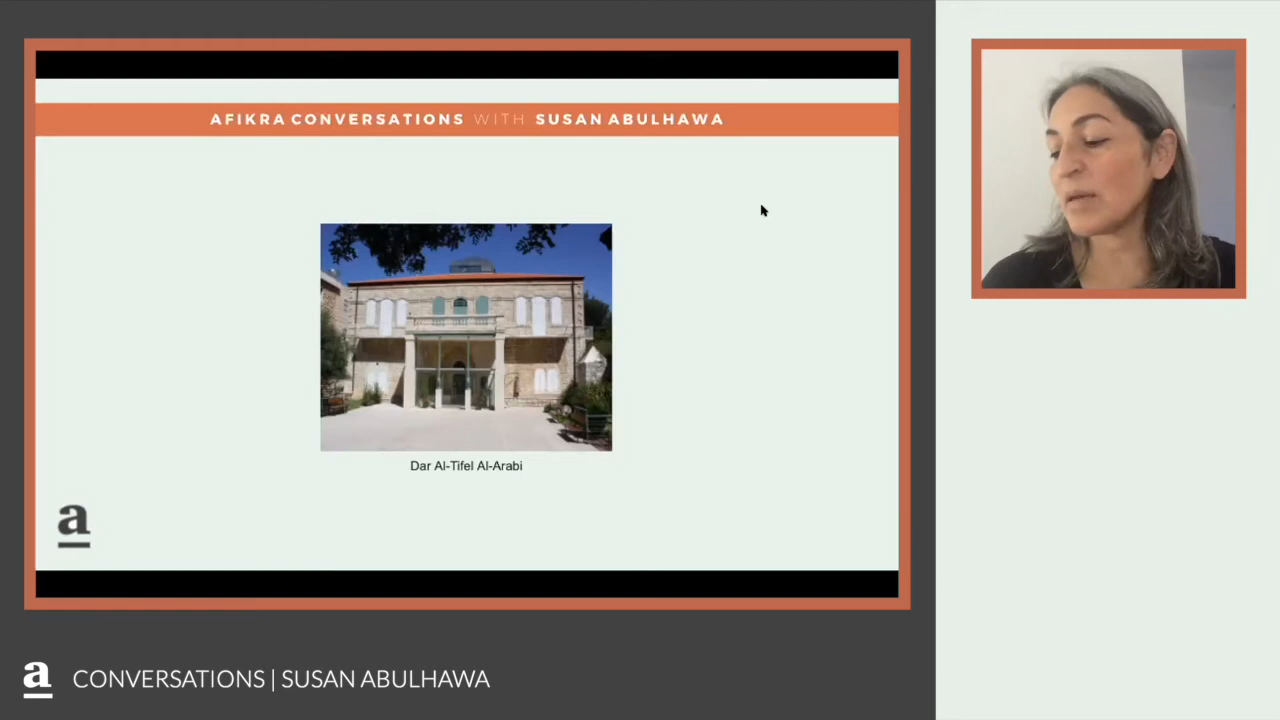 AFIKRA CONVERSATIONS WITH SUSAN ABULHAWA
Dar Al-Tifel Al-Arabi
a
a CONVERSATIONS | SUSAN ABULHAWA